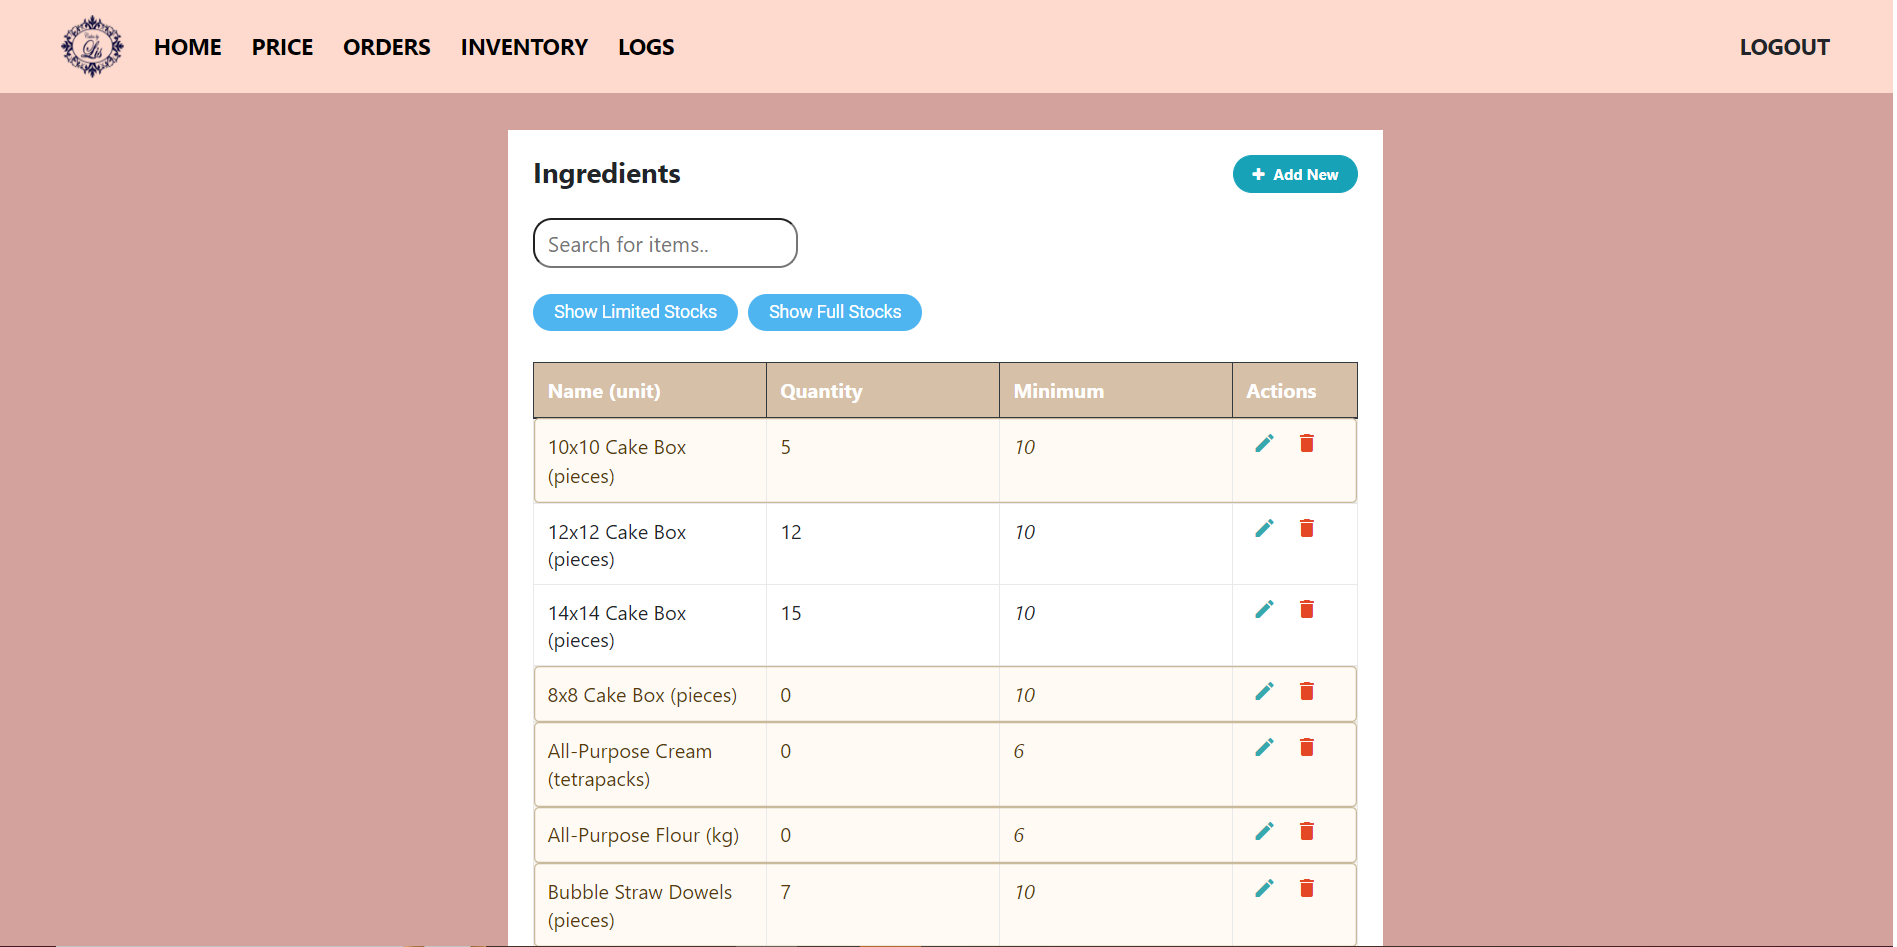 HOME PRICE ORDERS INVENTORY LOGS LOGOUT
Ingredients
Add New
Search for items..
Show Limited Stocks Show Full Stocks
Name (unit) Quantity Minimum Actions
10x10 Cake Box 5 10
(pieces)
12x12 Cake Box 12 10
(pieces)
14x14 Cake Box 15 10
(pieces)
8x8 Cake Box (pieces) 0 10
All-Purpose Cream 0 6
(tetrapacks)
All-Purpose Flour (kg) 0 6
Bubble Straw Dowels 7 10
(pieces)